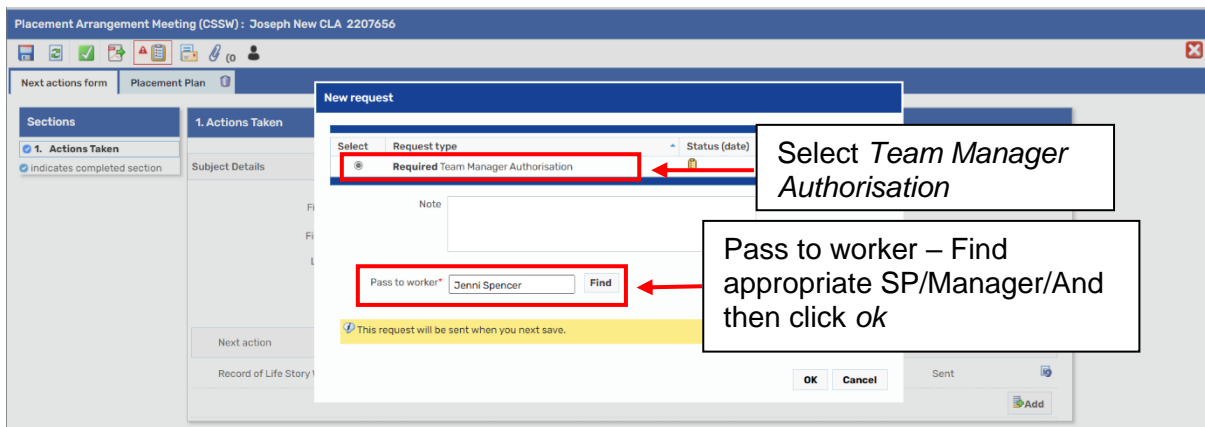 Placement Arrangement Meeting (CSSW) : Joseph New CLA 2207656
(0
Next actions form Placement Plan
New request
Sections
1. Actions Taken
Select Request type Status (date)
1. Actions Taken
Required Team Manager Authorisation
Select Team Manager
Authorisation
indicates completed section
Subject Details
Note
Pass to worker – Find
appropriate SP/Manager/And
then click ok
Pass to worker* Jenni Spencer Find
This request will be sent when you next save.
Next action
Record of Life Story
OK Cancel
Sent
Add